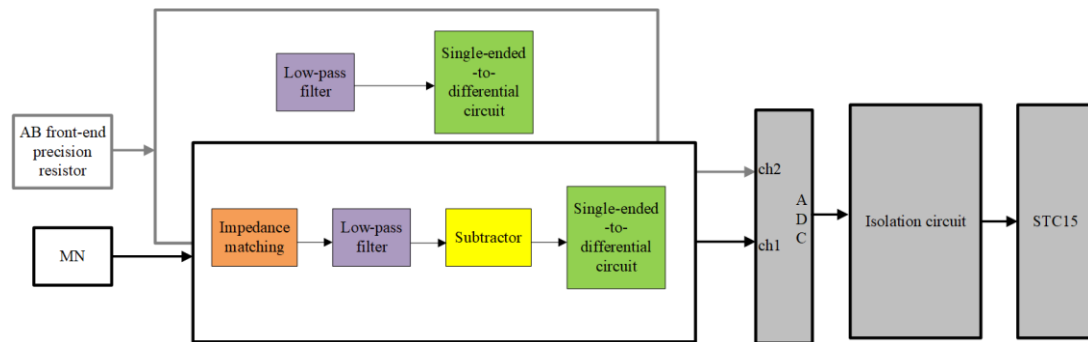 Low-pass
filter
Single-ended
-to-
differential
circuit
AB front-end
precision
resistor
MN
Impedance
matching
Low-pass
filter
Subtractor
Single-ended
-to-
differential
circuit
ch2
ch1
A
D
C
Isolation circuit
STC15